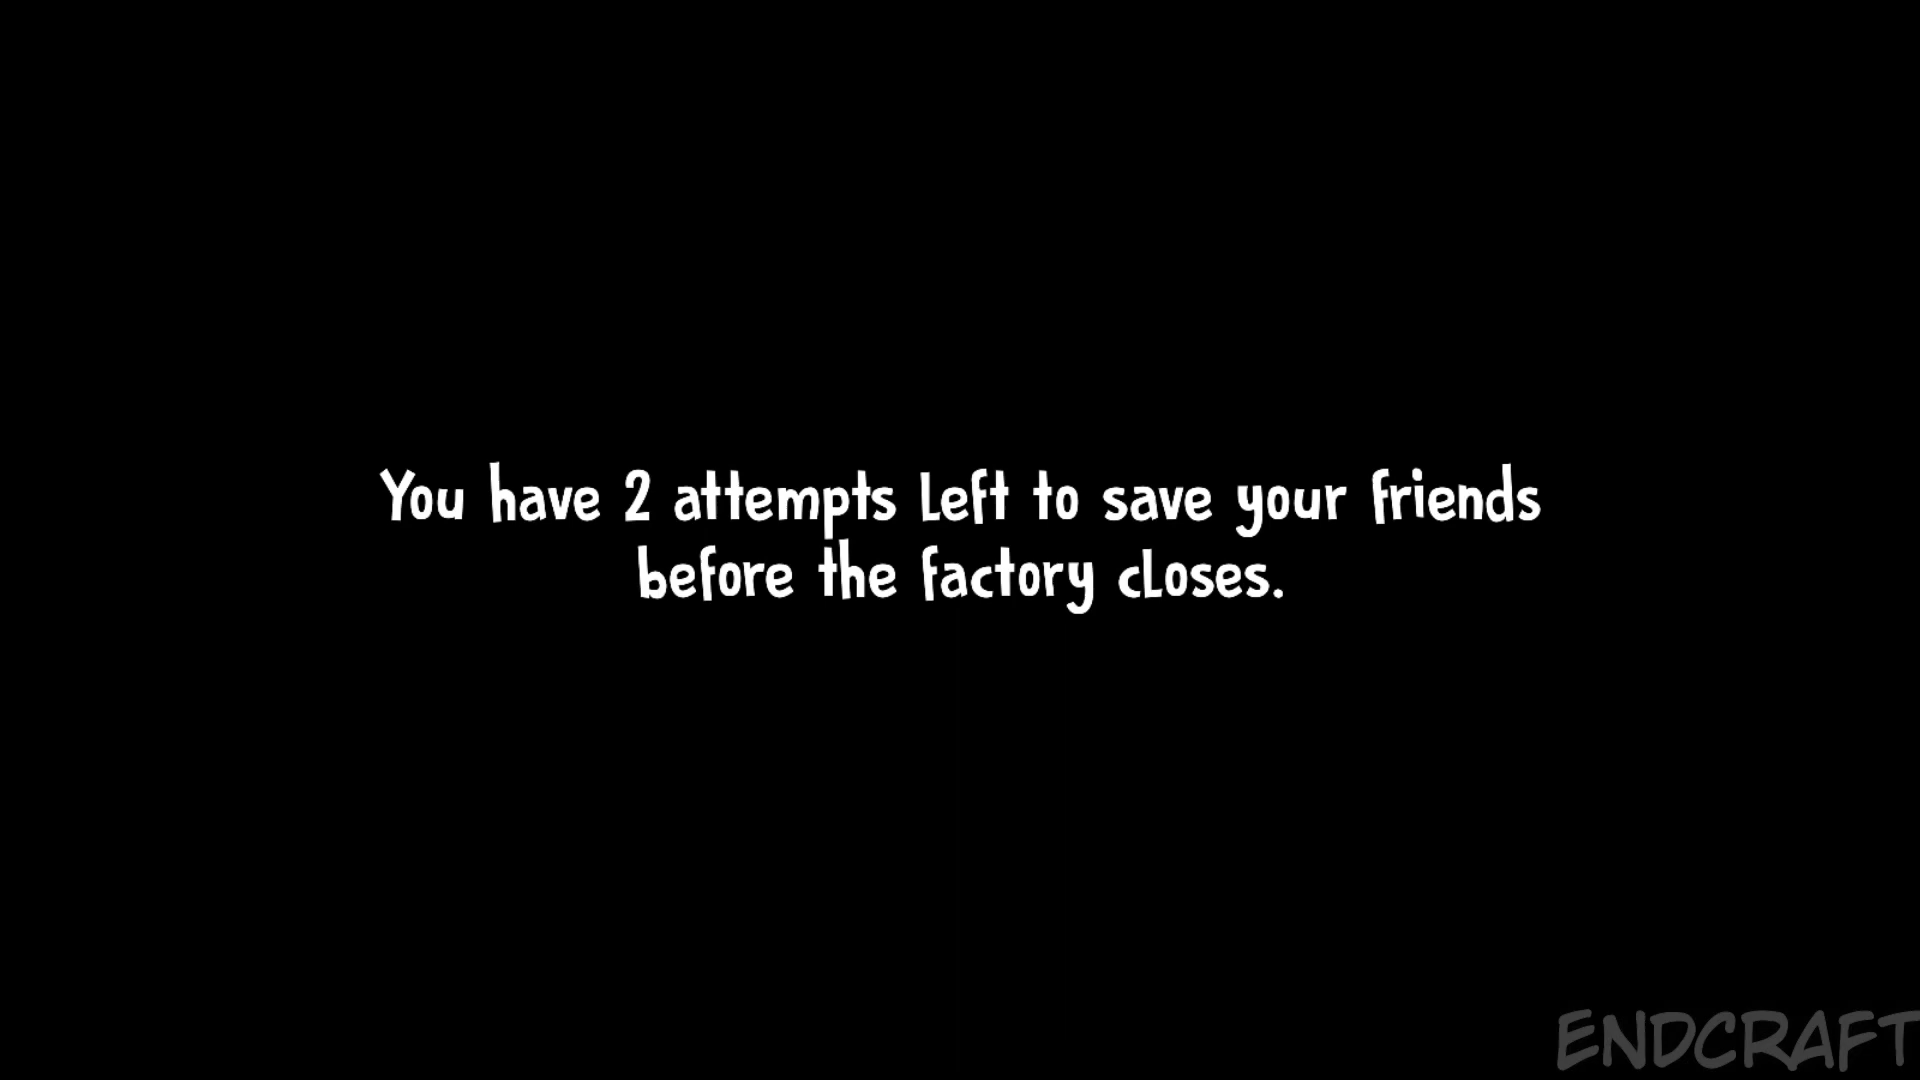 You have 2 attempts left to save your friends
before the factory closes.
ENDCRAFT